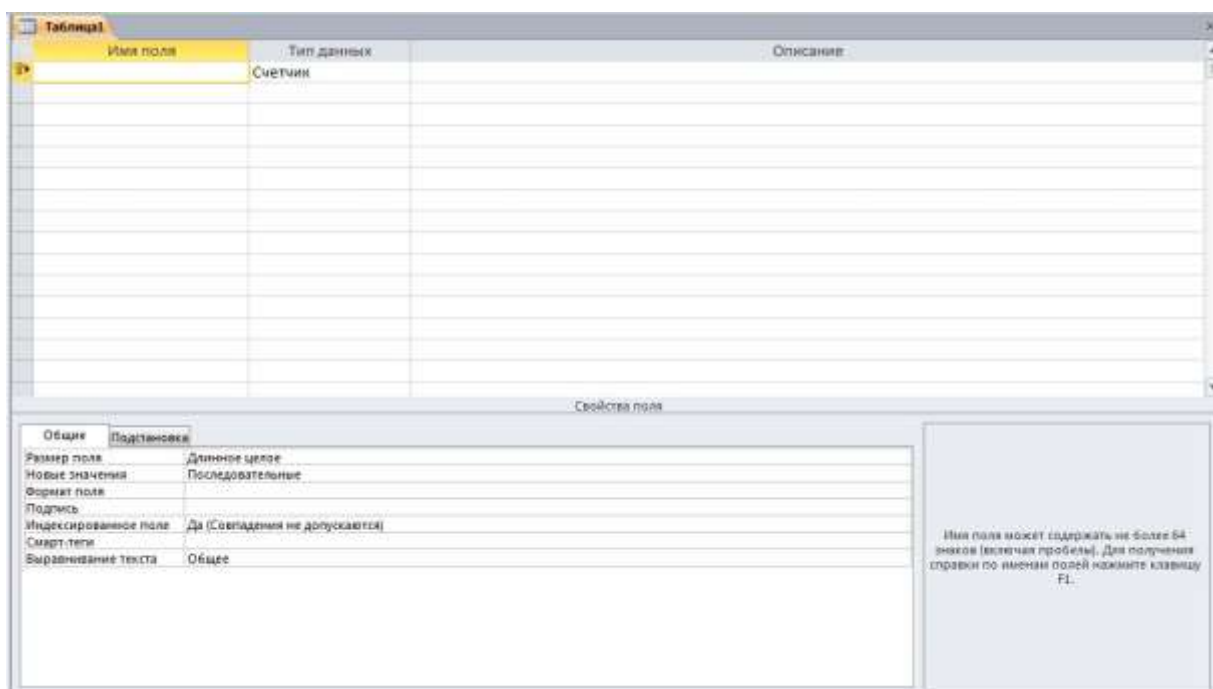 Таблица1
Имя поля Тип данных Описание
Счетчик
Свойства поля
Общие Подстановка
Размер поля Длинное целое
Новые значения Последовательные
Формат поля
Подпись
Индексированное поле Да (Совпадения не допускаются)
Смарт-теги
Выравнивание текста Общее
Имя поля может содержать не более 64
знаков (включая пробелы). Для получения
справки по именам полей нажмите клавишу
F1.